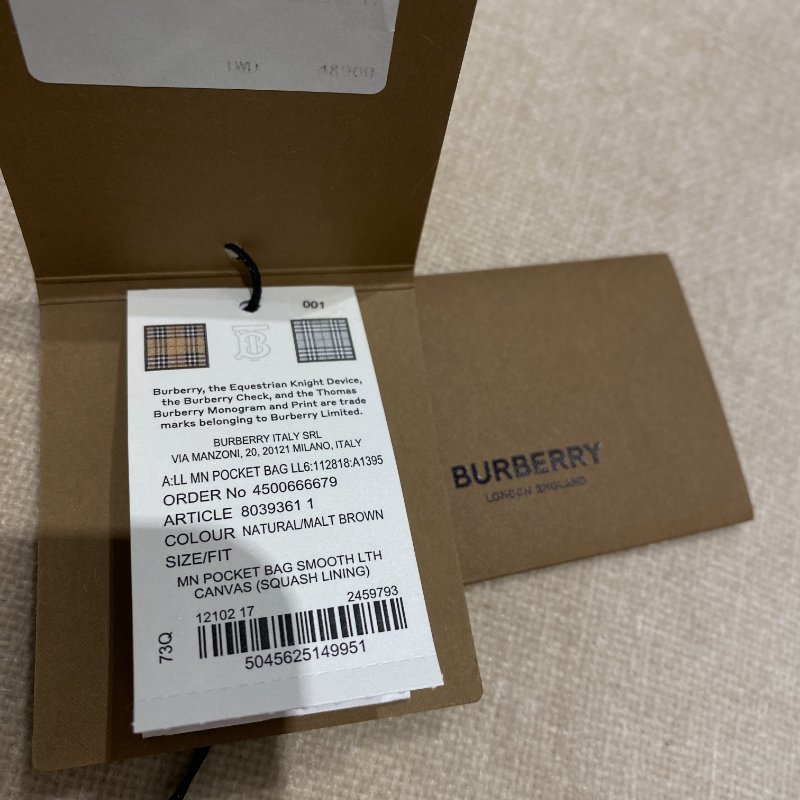 TWD 48900
001
Burberry, the Equestrian Knight Device,
the Burberry Check, and the Thomas
Burberry Monogram and Print are trade
marks belonging to Burberry Limited.
BURBERRY ITALY SRL
VIA MANZONI, 20, 20121 MILANO, ITALY
A:LL MN POCKET BAG LL6:112818:A1395
ORDER No 4500666679
ARTICLE 8039361 1
COLOUR NATURAL/MALT BROWN
SIZE/FIT
MN POCKET BAG SMOOTH LTH
CANVAS (SQUASH LINING)
12102 17 2459793
73Q
5045625149951
BURBERRY
LONDON ENGLAND